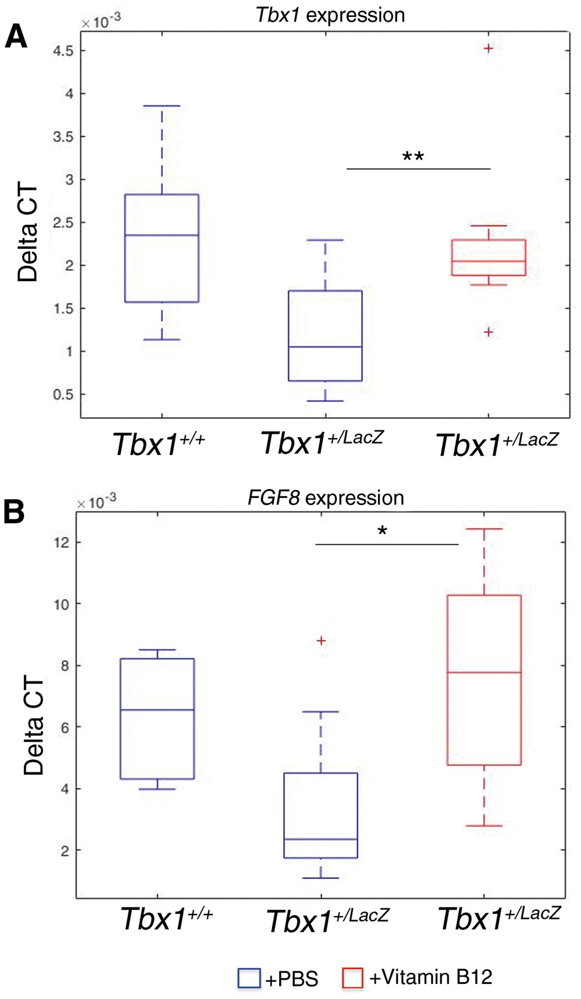 A
Tbx1 expression
×10-3
4.5
4
3.5
3
2.5
2
1.5
1
0.5
Delta CT
**
Tbx1+/+ Tbx1+/LacZ Tbx1+/LacZ
B
FGF8 expression
×10-3
12
10
8
6
4
2
Delta CT
*
Tbx1+/+ Tbx1+/LacZ Tbx1+/LacZ
+PBS +Vitamin B12